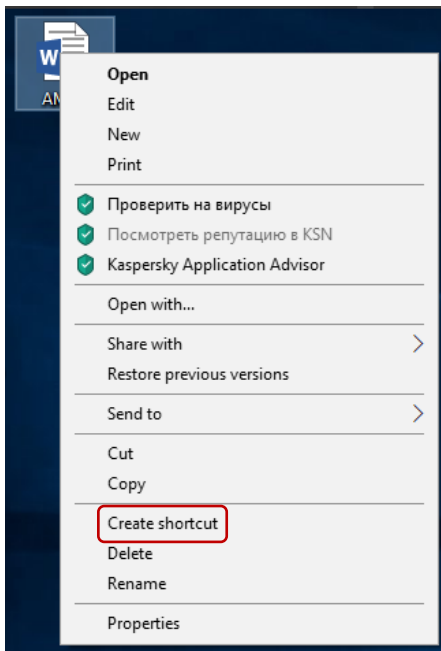 W
Open
Edit
New
Print
Проверить на вирусы
Посмотреть репутацию в KSN
Kaspersky Application Advisor
Open with...
Share with
Restore previous versions
Send to
Cut
Copy
Create shortcut
Delete
Rename
Properties